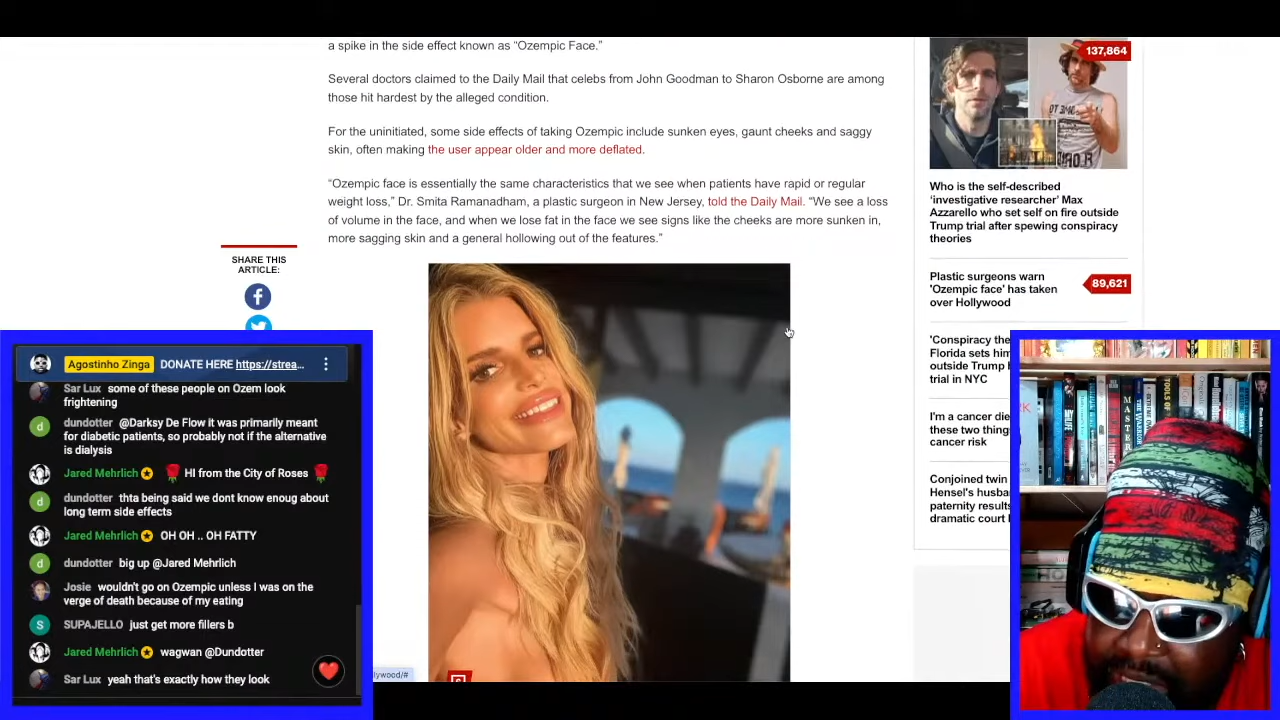 a spike in the side effect known as “Ozempic Face.”
Several doctors claimed to the Daily Mail that celebs from John Goodman to Sharon Osborne are among
those hit hardest by the alleged condition.
For the uninitiated, some side effects of taking Ozempic include sunken eyes, gaunt cheeks and saggy
skin, often making the user appear older and more deflated.
“Ozempic face is essentially the same characteristics that we see when patients have rapid or regular
weight loss,” Dr. Smita Ramanadham, a plastic surgeon in New Jersey, told the Daily Mail. “We see a loss
of volume in the face, and when we lose fat in the face we see signs like the cheeks are more sunken in,
more sagging skin and a general hollowing out of the features.”
SHARE THIS
ARTICLE:
137,864
Who is the self-described
‘investigative researcher’ Max
Azzarello who set self on fire outside
Trump trial after spewing conspiracy
theories
Plastic surgeons warn
'Ozempic face' has taken
over Hollywood
89,621
'Conspiracy the
Florida sets him
outside Trump
trial in NYC
I'm a cancer die
these two things
cancer risk
Conjoined twin
Hensel's husba
paternity results
dramatic court
Agostinho Zinga DONATE HERE https://strea...
Sar Lux some of these people on Ozem look
frightening
dundotter @Darksy De Flow it was primarily meant
for diabetic patients, so probably not if the alternative
is dialysis
Jared Mehrlich HI from the City of Roses
dundotter thta being said we dont know enoug about
long term side effects
Jared Mehrlich OH OH .. OH FATTY
dundotter big up @Jared Mehrlich
Josie wouldn't go on Ozempic unless I was on the
verge of death because of my eating
SUPAJELLO just get more fillers b
Jared Mehrlich wagwan @Dundotter
Sar Lux yeah that's exactly how they look
llywood/#
MASTER